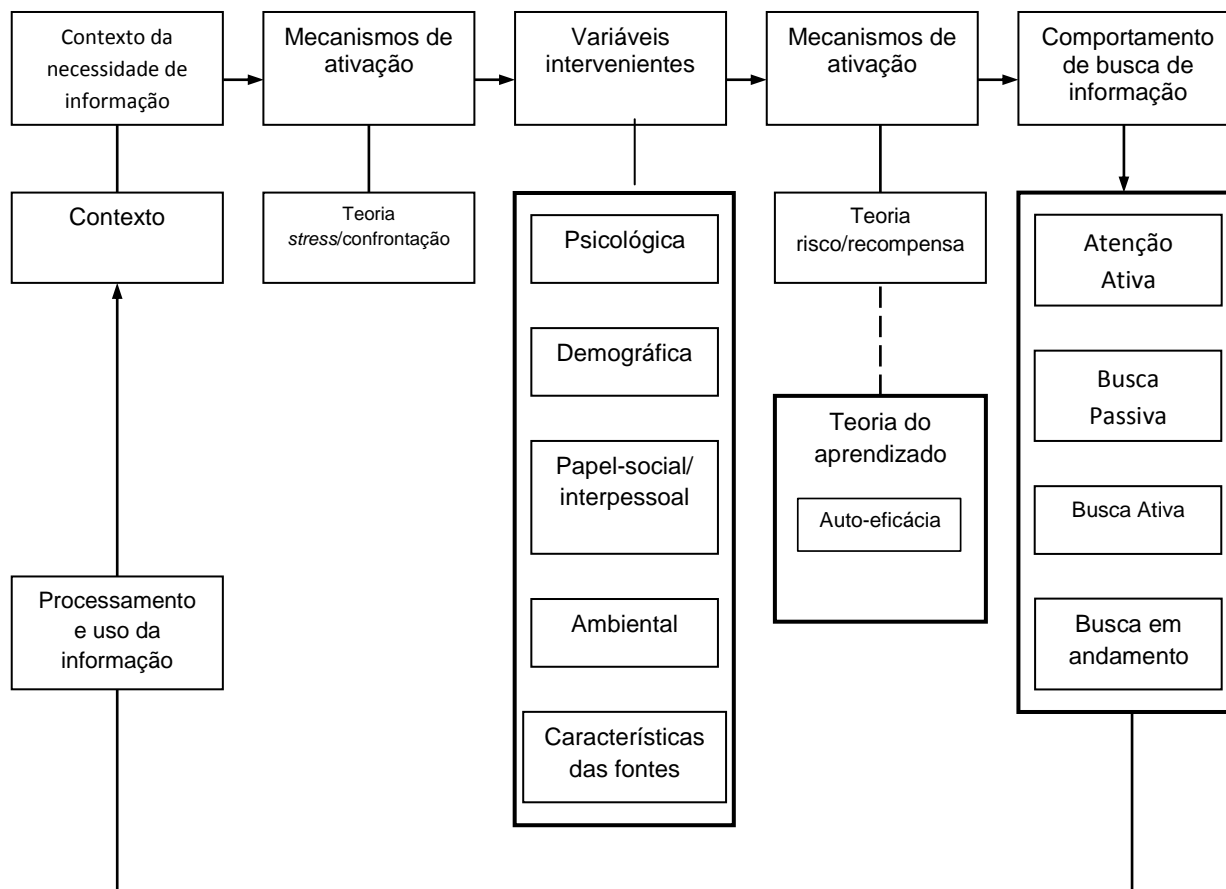 Contexto da
necessidade de
informação
Mecanismos de
ativação
Variáveis
intervenientes
Mecanismos de
ativação
Comportamento
de busca de
informação
Contexto
Teoria
stress/confrontação
Psicológica
Demográfica
Papel-social/
interpessoal
Ambiental
Características
das fontes
Teoria
risco/recompensa
Teoria do
aprendizado
Auto-eficácia
Atenção
Ativa
Busca
Passiva
Busca Ativa
Busca em
andamento
Processamento
e uso da
informação